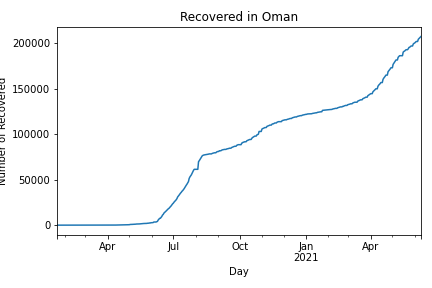 Recovered in Oman
Number of Recovered
200000
150000
100000
50000
0
Apr
Jul
Oct
Jan
2021
Apr
Day